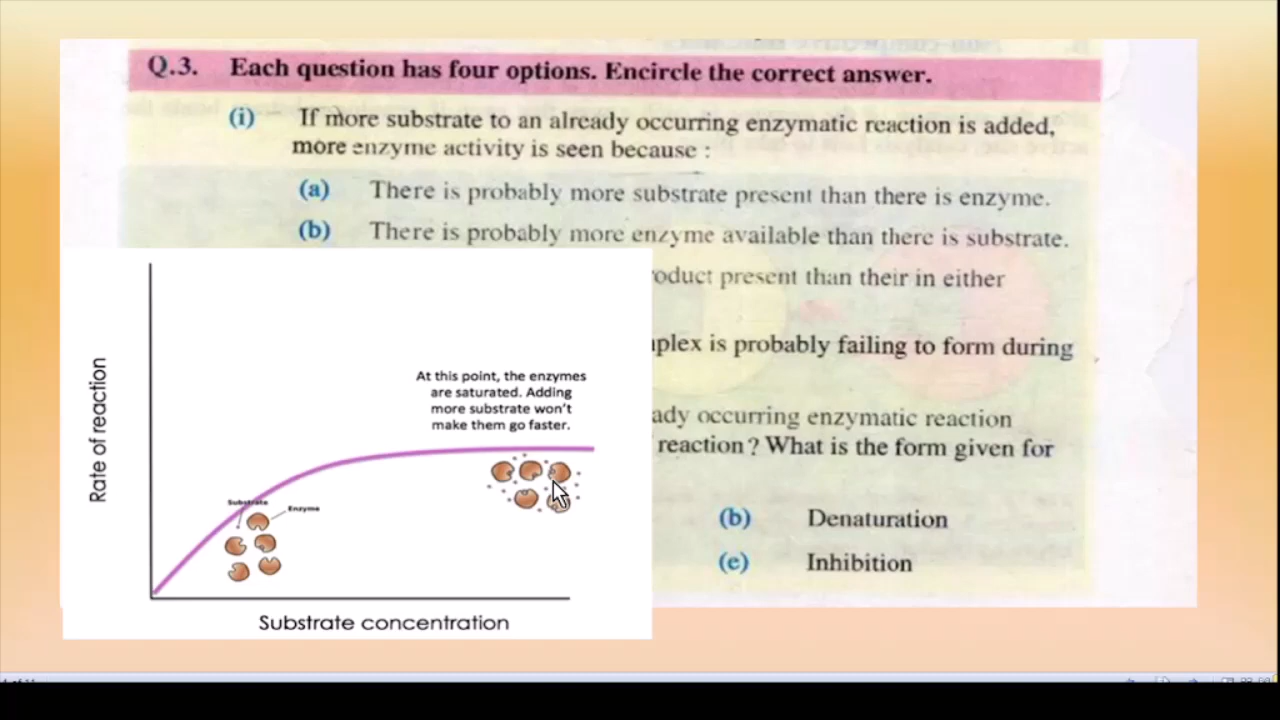 Q.3. Each question has four options. Encircle the correct answer.
(i) If more substrate to an already occurring enzymatic reaction is added,
more enzyme activity is seen because :
(a) There is probably more substrate present than there is enzyme.
(b) There is probably more enzyme available than there is substrate.
oduct present than their in either
plex is probably failing to form during
ady occurring enzymatic reaction
reaction ? What is the form given for
(b) Denaturation
(e) Inhibition
Rate of reaction
At this point, the enzymes
are saturated. Adding
more substrate won't
make them go faster.
Substrate
Enzyme
Substrate concentration